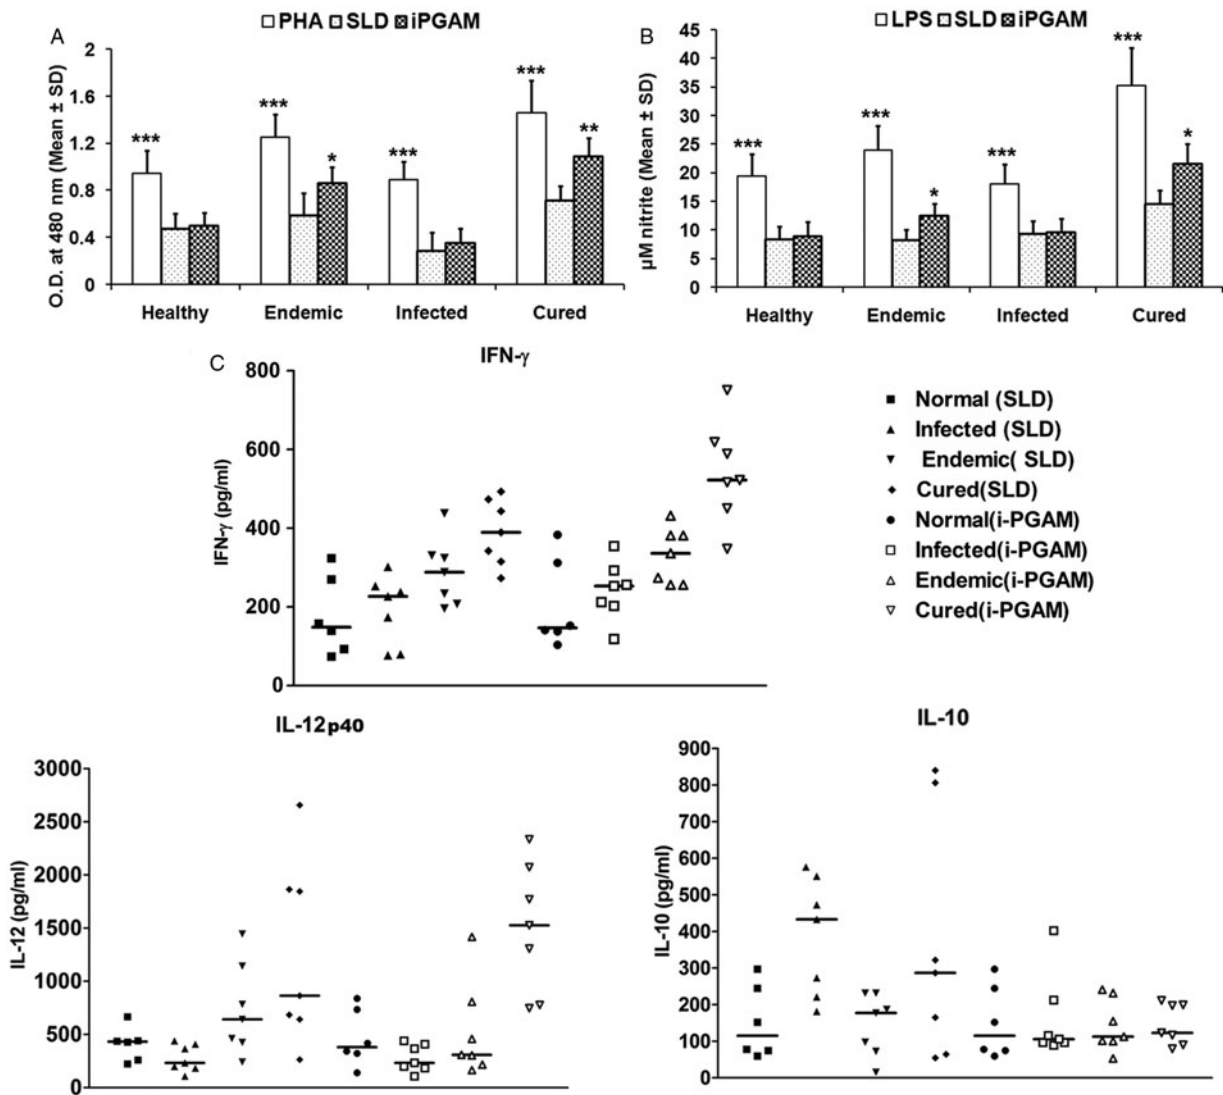 A
PHA SLD iPGAM
O.D. at 480 nm (Mean ± SD)
2
1.6
1.2
0.8
0.4
0
***
***
*
***
***
**
Healthy Endemic Infected Cured
B
LPS SLD iPGAM
µM nitrite (Mean ± SD)
45
40
35
30
25
20
15
10
5
0
***
***
*
***
***
*
Healthy Endemic Infected Cured
C
IFN-γ
IFN-γ (pg/ml)
800
600
400
200
0
Normal (SLD)
Infected (SLD)
Endemic( SLD)
Cured(SLD)
Normal(i-PGAM)
Infected(i-PGAM)
Endemic(i-PGAM)
Cured(i-PGAM)
IL-12p40
IL-12 (pg/ml)
3000
2500
2000
1500
1000
500
0
IL-10
IL-10 (pg/ml)
900
800
700
600
500
400
300
200
100
0